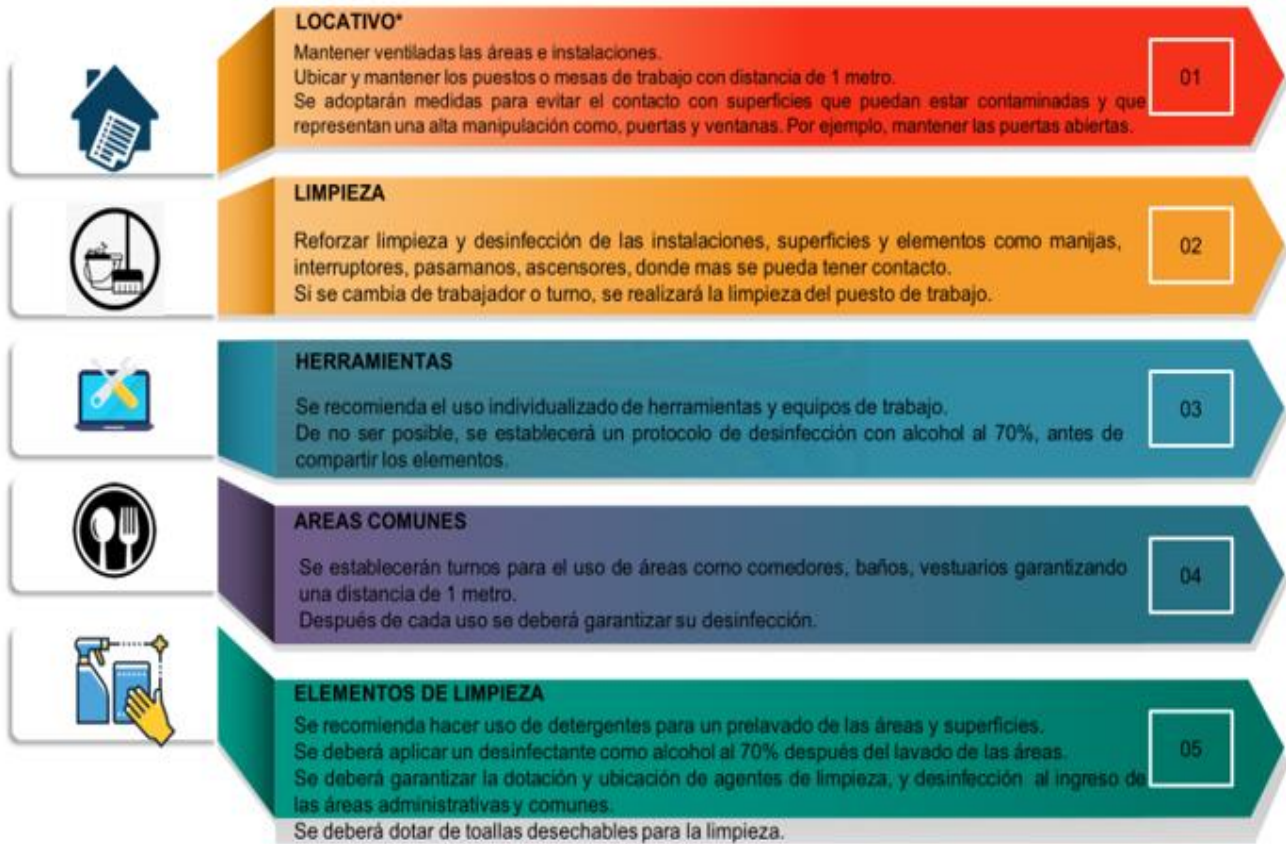 LOCATIVO*
Mantener ventiladas las áreas e instalaciones.
Ubicar y mantener los puestos o mesas de trabajo con distancia de 1 metro.
Se adoptarán medidas para evitar el contacto con superficies que puedan estar contaminadas y que
representan una alta manipulación como, puertas y ventanas. Por ejemplo, mantener las puertas abiertas.
01
LIMPIEZA
Reforzar limpieza y desinfección de las instalaciones, superficies y elementos como manijas,
interruptores, pasamanos, ascensores, donde mas se pueda tener contacto.
Si se cambia de trabajador o turno, se realizará la limpieza del puesto de trabajo.
02
HERRAMIENTAS
Se recomienda el uso individualizado de herramientas y equipos de trabajo.
De no ser posible, se establecerá un protocolo de desinfección con alcohol al 70%, antes de
compartir los elementos.
03
AREAS COMUNES
Se establecerán turnos para el uso de áreas como comedores, baños, vestuarios garantizando
una distancia de 1 metro.
Después de cada uso se deberá garantizar su desinfección.
04
ELEMENTOS DE LIMPIEZA
Se recomienda hacer uso de detergentes para un prelavado de las áreas y superficies.
Se deberá aplicar un desinfectante como alcohol al 70% después del lavado de las áreas.
Se deberá garantizar la dotación y ubicación de agentes de limpieza, y desinfección al ingreso de
las áreas administrativas y comunes.
Se deberá dotar de toallas desechables para la limpieza.
05